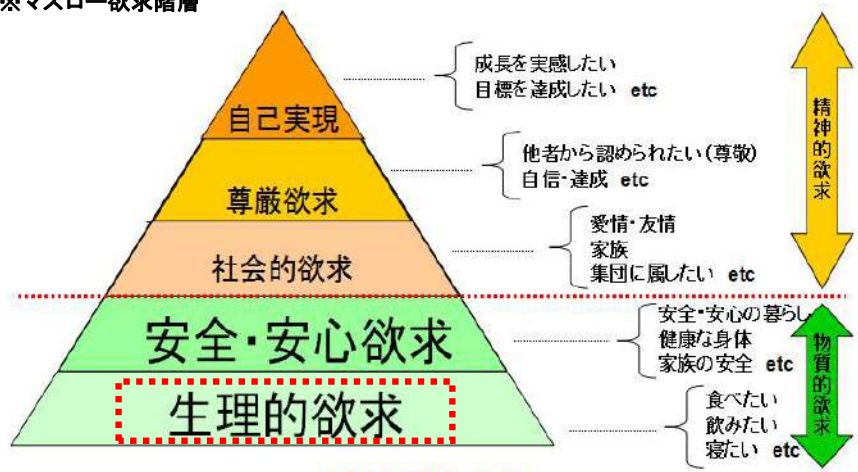 ※マズロー欲求階層
自己実現
成長を実感したい
目標を達成したい etc
尊厳欲求
他者から認められたい(尊敬)
自信・達成 etc
社会的欲求
愛情・友情
家族
集団に属したい etc
精神的欲求
安全・安心欲求
安全・安心の暮らし
健康な身体
家族の安全 etc
生理的欲求
食べたい
飲みたい
寝たい etc
物質的欲求